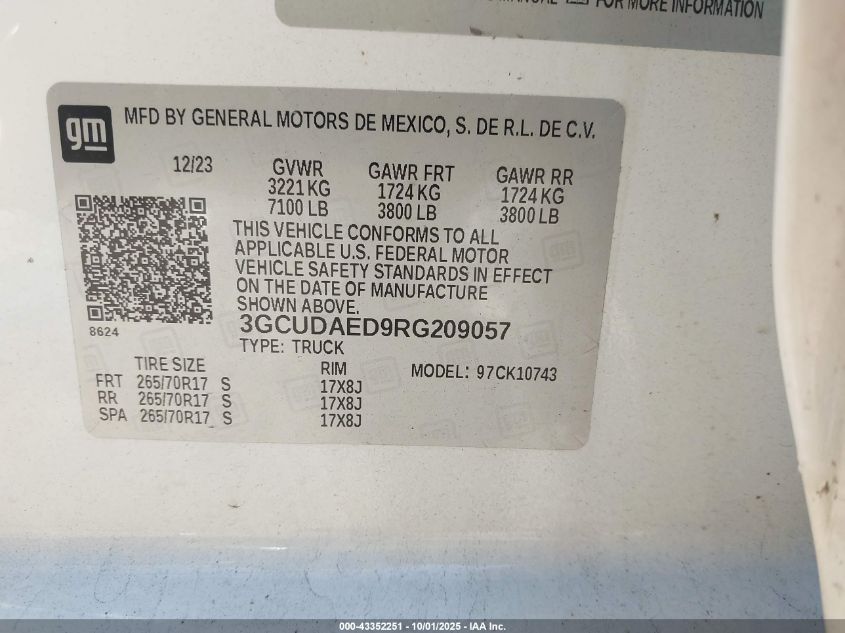 MANUAL FOR MORE INFORMATION
gm
MFD BY GENERAL MOTORS DE MEXICO, S. DE R.L. DE C.V.
12/23 GVWR GAWR FRT GAWR RR
3221 KG 1724 KG 1724 KG
7100 LB 3800 LB 3800 LB
THIS VEHICLE CONFORMS TO ALL
APPLICABLE U.S. FEDERAL MOTOR
VEHICLE SAFETY STANDARDS IN EFFECT
ON THE DATE OF MANUFACTURE
SHOWN ABOVE.
8624
3GCUDAED9RG209057
TYPE: TRUCK
TIRE SIZE RIM MODEL: 97CK10743
FRT 265/70R17 S 17X8J
RR 265/70R17 S 17X8J
SPA 265/70R17 S 17X8J
000-43352251 - 10/01/2025 - IAA Inc.